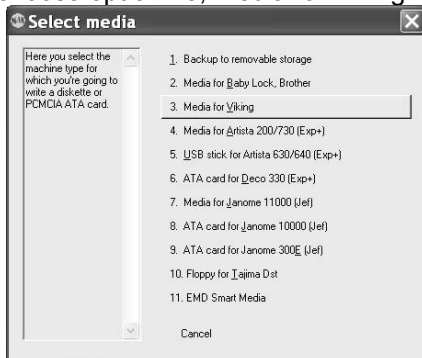 Select media
Here you select the
machine type for
which you're going to
write a diskette or
PCMCIA ATA card.
1. Backup to removable storage
2. Media for Baby Lock, Brother
3. Media for Viking
4. Media for Artista 200/730 (Exp+)
5. USB stick for Artista 630/640 (Exp+)
6. ATA card for Deco 330 (Exp+)
7. Media for Janome 11000 (Jef)
8. ATA card for Janome 10000 (Jef)
9. ATA card for Janome 300E (Jef)
10. Floppy for Tajima Dst
11. EMD Smart Media
Cancel